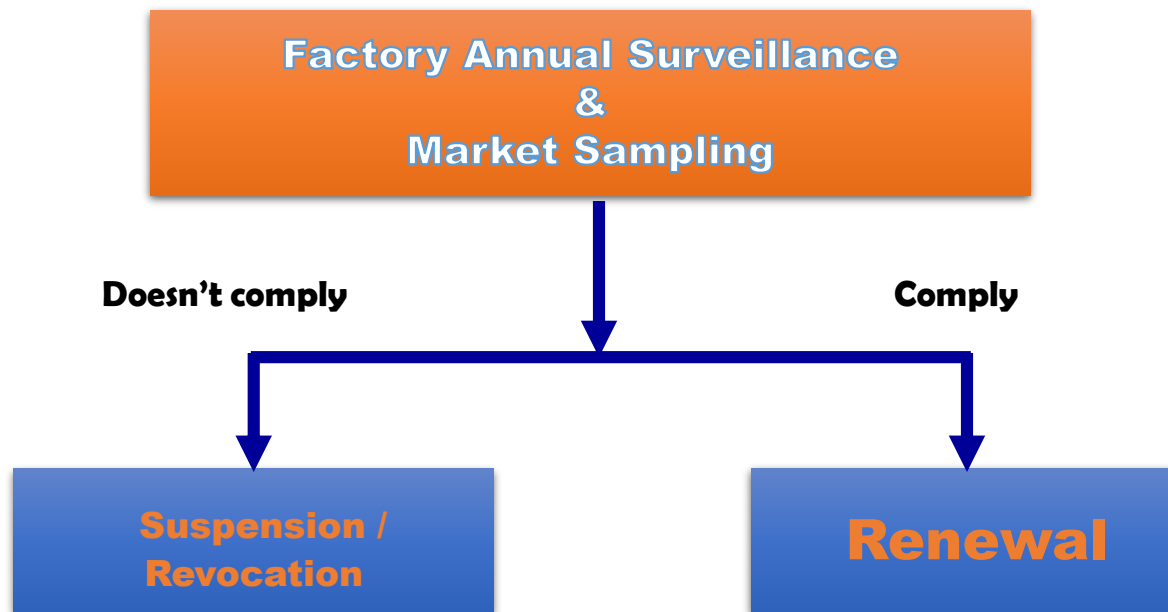 Factory Annual Surveillance
&
Market Sampling
Doesn’t comply
Comply
Suspension /
Revocation
Renewal